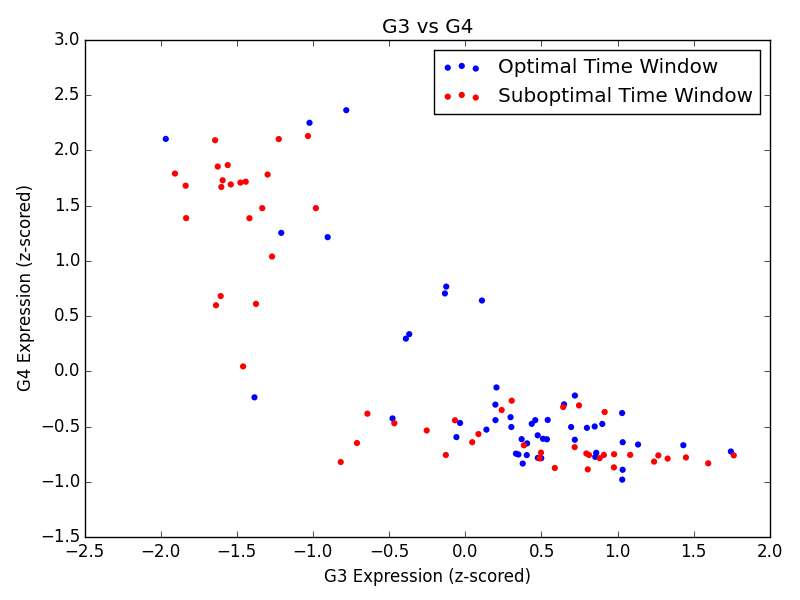 G3 vs G4
3.0
2.5
2.0
1.5
1.0
0.5
0.0
−0.5
−1.0
−1.5
G4 Expression (z-scored)
Optimal Time Window
Suboptimal Time Window
−2.5 −2.0 −1.5 −1.0 −0.5 0.0 0.5 1.0 1.5 2.0
G3 Expression (z-scored)